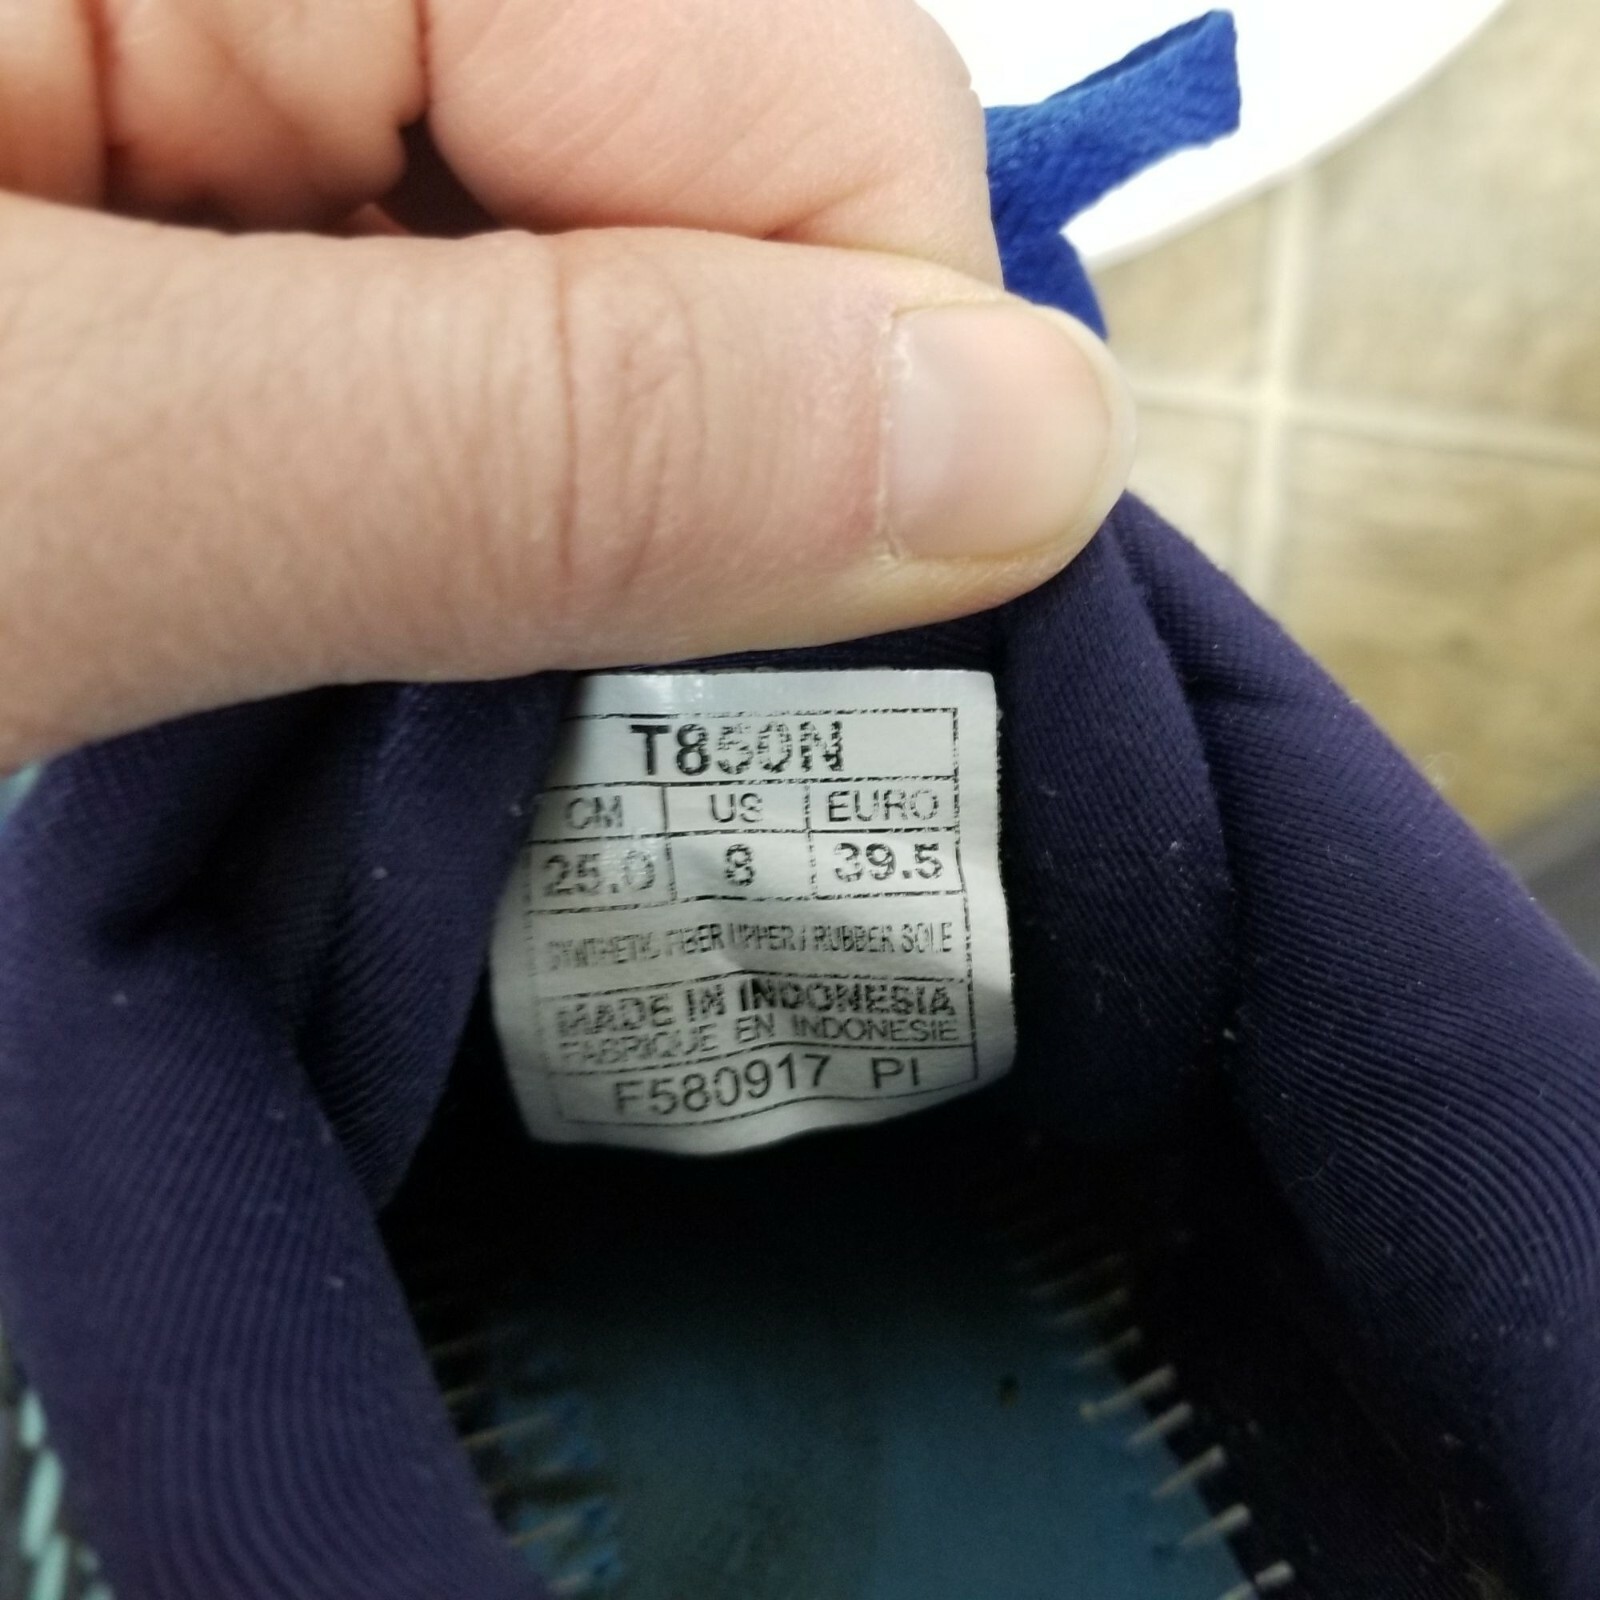 T850N
CM US EURO
25.0 8 39.5
SYNTHETIC FIBER UPPER / RUBBER SOLE
MADE IN INDONESIA
FABRIQUE EN INDONESIE
F580917 PI